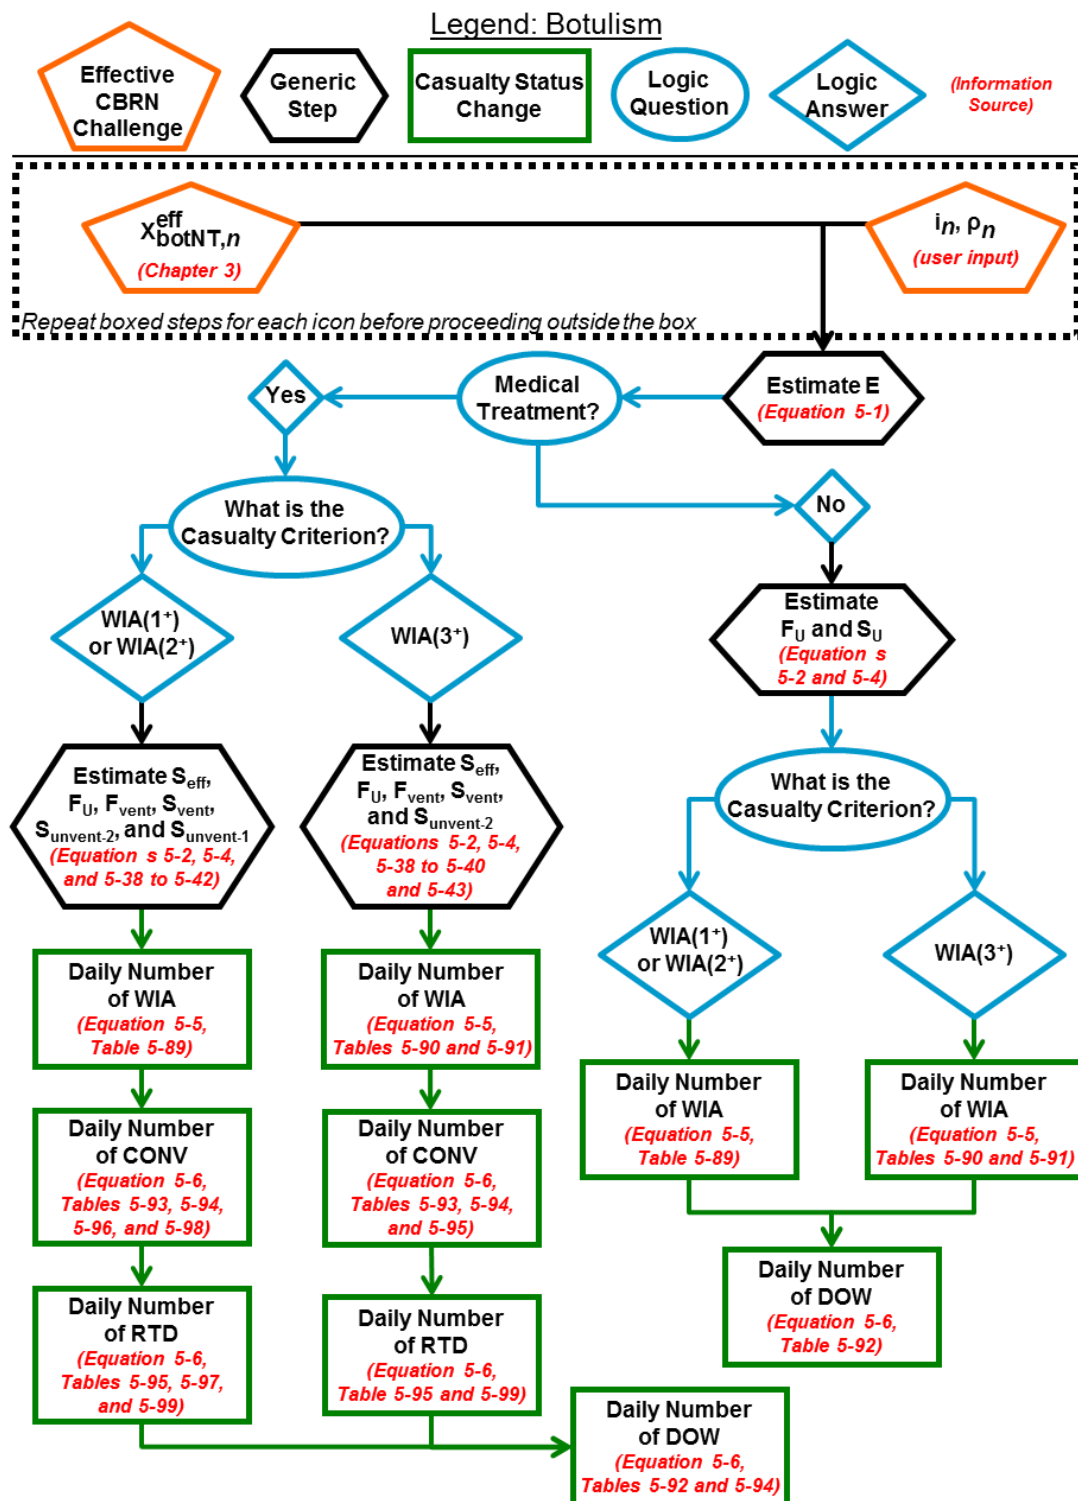 Legend: Botulism
Effective
CBRN
Challenge
Generic
Step
Casualty Status
Change
Logic
Question
Logic
Answer
(Information
Source)
X^eff_botNT,n
(Chapter 3)
i_n, ρ_n
(user input)
Repeat boxed steps for each icon before proceeding outside the box
Estimate E
(Equation 5-1)
Medical
Treatment?
Yes
No
What is the
Casualty Criterion?
WIA(1⁺)
or WIA(2⁺)
WIA(3⁺)
Estimate
F_U and S_U
(Equation s
5-2 and 5-4)
Estimate S_eff,
F_U, F_vent, S_vent,
S_unvent-2, and S_unvent-1
(Equation s 5-2, 5-4,
and 5-38 to 5-42)
Estimate S_eff,
F_U, F_vent, S_vent,
and S_unvent-2
(Equations 5-2, 5-4,
5-38 to 5-40
and 5-43)
What is the
Casualty Criterion?
WIA(1⁺)
or WIA(2⁺)
WIA(3⁺)
Daily Number
of WIA
(Equation 5-5,
Table 5-89)
Daily Number
of WIA
(Equation 5-5,
Tables 5-90 and 5-91)
Daily Number
of WIA
(Equation 5-5,
Table 5-89)
Daily Number
of WIA
(Equation 5-5,
Tables 5-90 and 5-91)
Daily Number
of CONV
(Equation 5-6,
Tables 5-93, 5-94,
5-96, and 5-98)
Daily Number
of CONV
(Equation 5-6,
Tables 5-93, 5-94,
and 5-95)
Daily Number
of DOW
(Equation 5-6,
Table 5-92)
Daily Number
of RTD
(Equation 5-6,
Tables 5-95, 5-97,
and 5-99)
Daily Number
of RTD
(Equation 5-6,
Table 5-95 and 5-99)
Daily Number
of DOW
(Equation 5-6,
Tables 5-92 and 5-94)